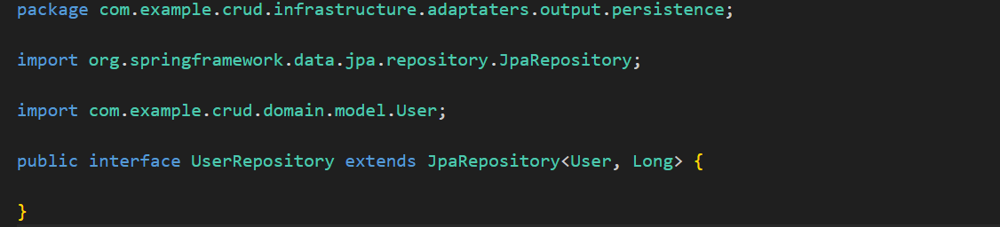 package com.example.crud.infrastructure.adaptaters.output.persistence;
import org.springframework.data.jpa.repository.JpaRepository;
import com.example.crud.domain.model.User;
public interface UserRepository extends JpaRepository<User, Long> {
}